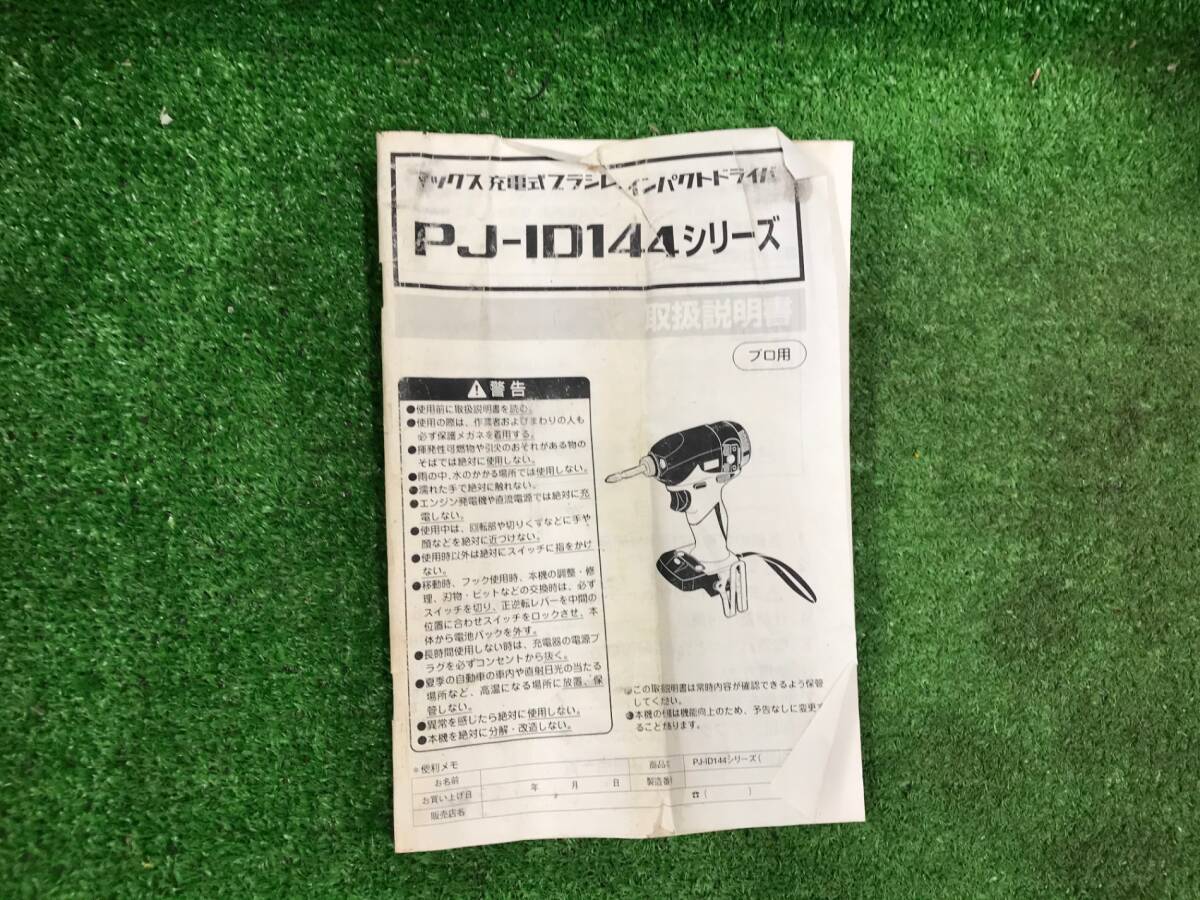 マックス充電式ブラシレスインパクトドライバ
PJ-ID144シリーズ
取扱説明書
プロ用
警告
●使用前に取扱説明書を読む。
●使用の際は、作業者およびまわりの人も
必ず保護メガネを着用する。
●揮発性可燃物や引火のおそれがある物の
そばでは絶対に使用しない。
●雨の中、水のかかる場所では使用しない。
●濡れた手で絶対に触れない。
●エンジン発電機や直流電源では絶対に充
電しない。
●使用中は、回転部や切りくずなどに手や
顔などを絶対に近づけない。
●使用時以外は絶対にスイッチに指をかけ
ない。
●移動時、フック使用時、本機の調整・修
理、刃物・ビットなどの交換時は、必ず
スイッチを切り、正逆転レバーを中間の
位置に合わせスイッチをロックさせ、本
体から電池パックを外す。
●長時間使用しない時は、充電器の電源プ
ラグを必ずコンセントから抜く。
●夏季の自動車の車内や直射日光の当たる
場所など、高温になる場所に放置、保
管しない。
●異常を感じたら絶対に使用しない。
●本機を絶対に分解・改造しない。
●この取扱説明書は常時内容が確認できるよう保管
してください。
●本機の仕様は機能向上のため、予告なしに変更す
ることがあります。
＊便利メモ
お名前
商品名
PJ-ID144シリーズ(
お買い上げ日
年 月 日
製造番
販売店名
☎( )